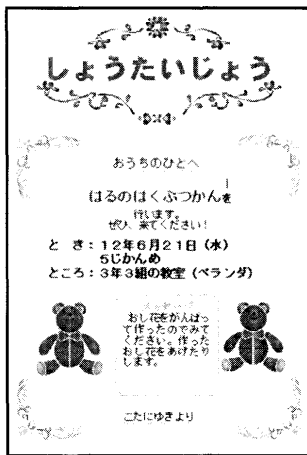 しょうたいじょう
おうちのひとへ
はるのはくぶつかんを
行います。
ぜひ、来てください!
とき:12年6月21日(水)
5じかんめ
ところ:3年3組の教室(ベランダ)
メッセージ
おし花をがんばっ
て作ったのでみて
ください。作った
おし花をあげたり
します。
こたにゆきより